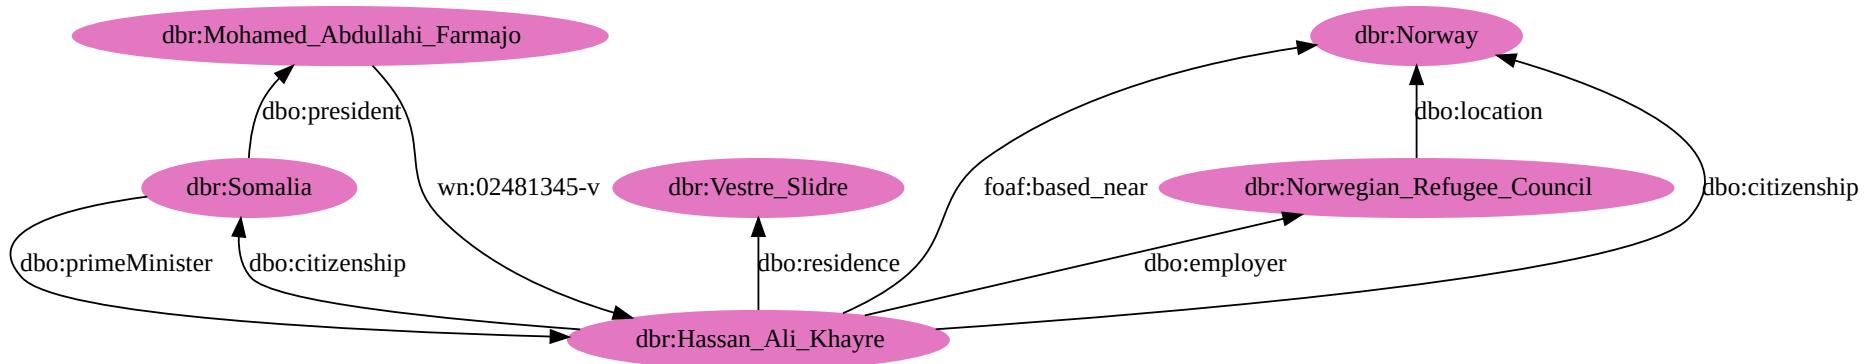 dbr:Mohamed_Abdullahi_Farmajo
dbr:Norway
dbo:president
dbo:location
dbr:Somalia
wn:02481345-v
dbr:Vestre_Slidre
foaf:based_near
dbr:Norwegian_Refugee_Council
dbo:citizenship
dbo:primeMinister
dbo:citizenship
dbo:residence
dbo:employer
dbr:Hassan_Ali_Khayre